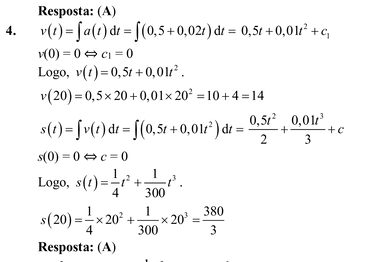 Resposta: (A)
4. v(t) = ∫a(t) dt = ∫(0,5 + 0,02t) dt = 0,5t + 0,01t² + c₁
v(0) = 0 ⇔ c₁ = 0
Logo, v(t) = 0,5t + 0,01t².
v(20) = 0,5 × 20 + 0,01 × 20² = 10 + 4 = 14
s(t) = ∫v(t) dt = ∫(0,5t + 0,01t²) dt = 0,5t²/2 + 0,01t³/3 + c
s(0) = 0 ⇔ c = 0
Logo, s(t) = 1/4 t² + 1/300 t³.
s(20) = 1/4 × 20² + 1/300 × 20³ = 380/3
Resposta: (A)